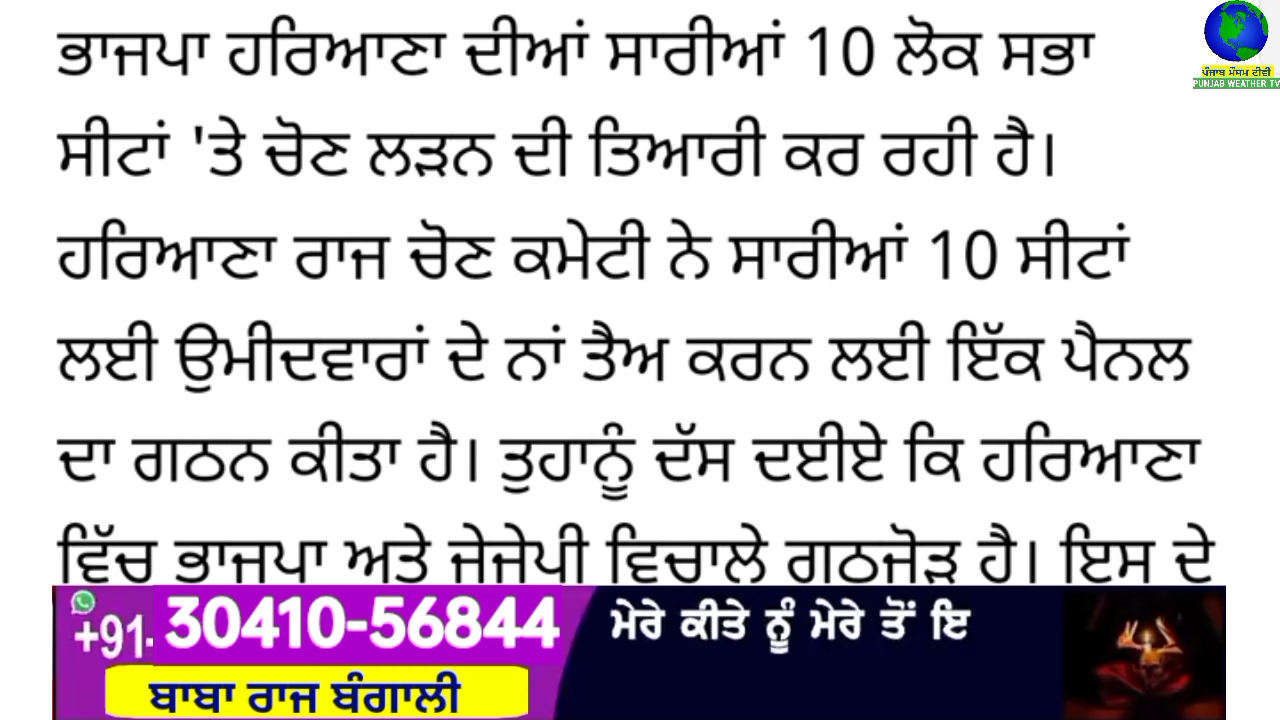 ਭਾਜਪਾ ਹਰਿਆਣਾ ਦੀਆਂ ਸਾਰੀਆਂ 10 ਲੋਕ ਸਭਾ
ਸੀਟਾਂ 'ਤੇ ਚੋਣ ਲੜਨ ਦੀ ਤਿਆਰੀ ਕਰ ਰਹੀ ਹੈ।
ਹਰਿਆਣਾ ਰਾਜ ਚੋਣ ਕਮੇਟੀ ਨੇ ਸਾਰੀਆਂ 10 ਸੀਟਾਂ
ਲਈ ਉਮੀਦਵਾਰਾਂ ਦੇ ਨਾਂ ਤੈਅ ਕਰਨ ਲਈ ਇੱਕ ਪੈਨਲ
ਦਾ ਗਠਨ ਕੀਤਾ ਹੈ। ਤੁਹਾਨੂੰ ਦੱਸ ਦਈਏ ਕਿ ਹਰਿਆਣਾ
ਵਿੱਚ ਭਾਜਪਾ ਅਤੇ ਜੇਜੇਪੀ ਵਿਚਾਲੇ ਗਠਜੋੜ ਹੈ। ਇਸ ਦੇ
ਪੰਜਾਬ ਮੌਸਮ ਟੀਵੀ
PUNJAB WEATHER TV
+91- 30410-56844
ਬਾਬਾ ਰਾਜ ਬੰਗਾਲੀ
ਮੇਰੇ ਕੀਤੇ ਨੂੰ ਮੇਰੇ ਤੋਂ ਇ